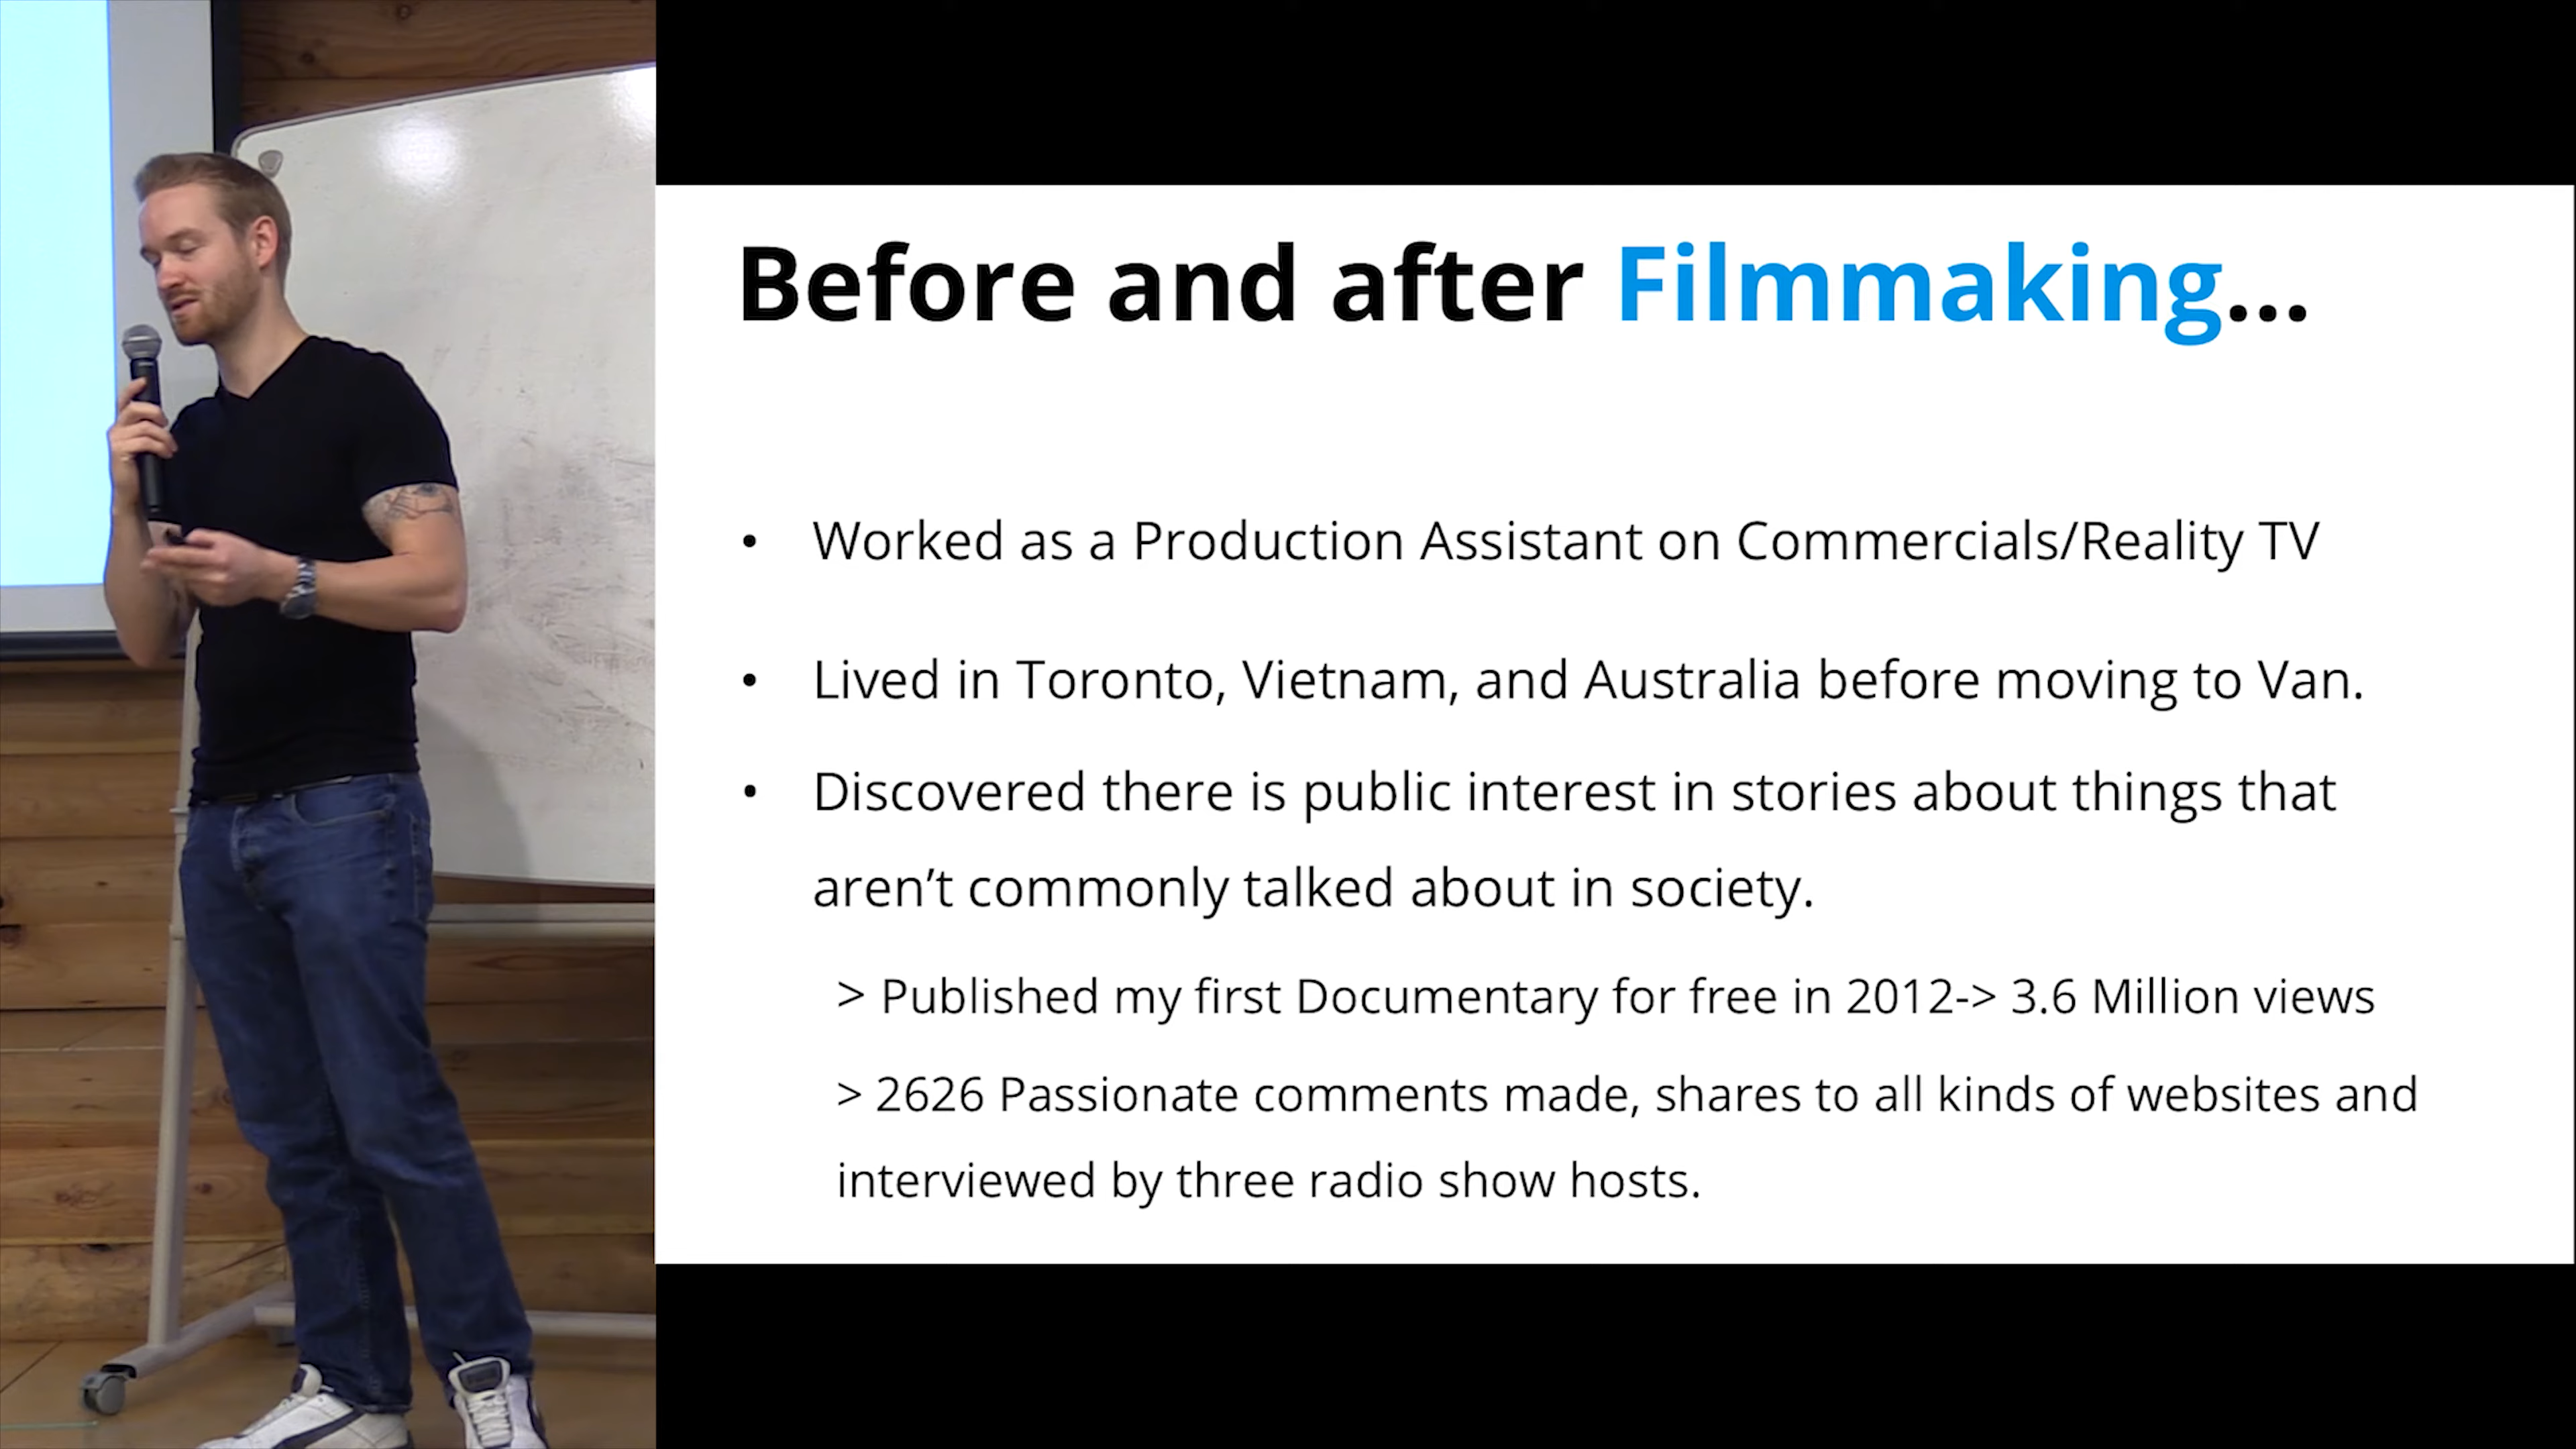 Before and after Filmmaking...
• Worked as a Production Assistant on Commercials/Reality TV
• Lived in Toronto, Vietnam, and Australia before moving to Van.
• Discovered there is public interest in stories about things that
aren’t commonly talked about in society.
> Published my first Documentary for free in 2012-> 3.6 Million views
> 2626 Passionate comments made, shares to all kinds of websites and
interviewed by three radio show hosts.